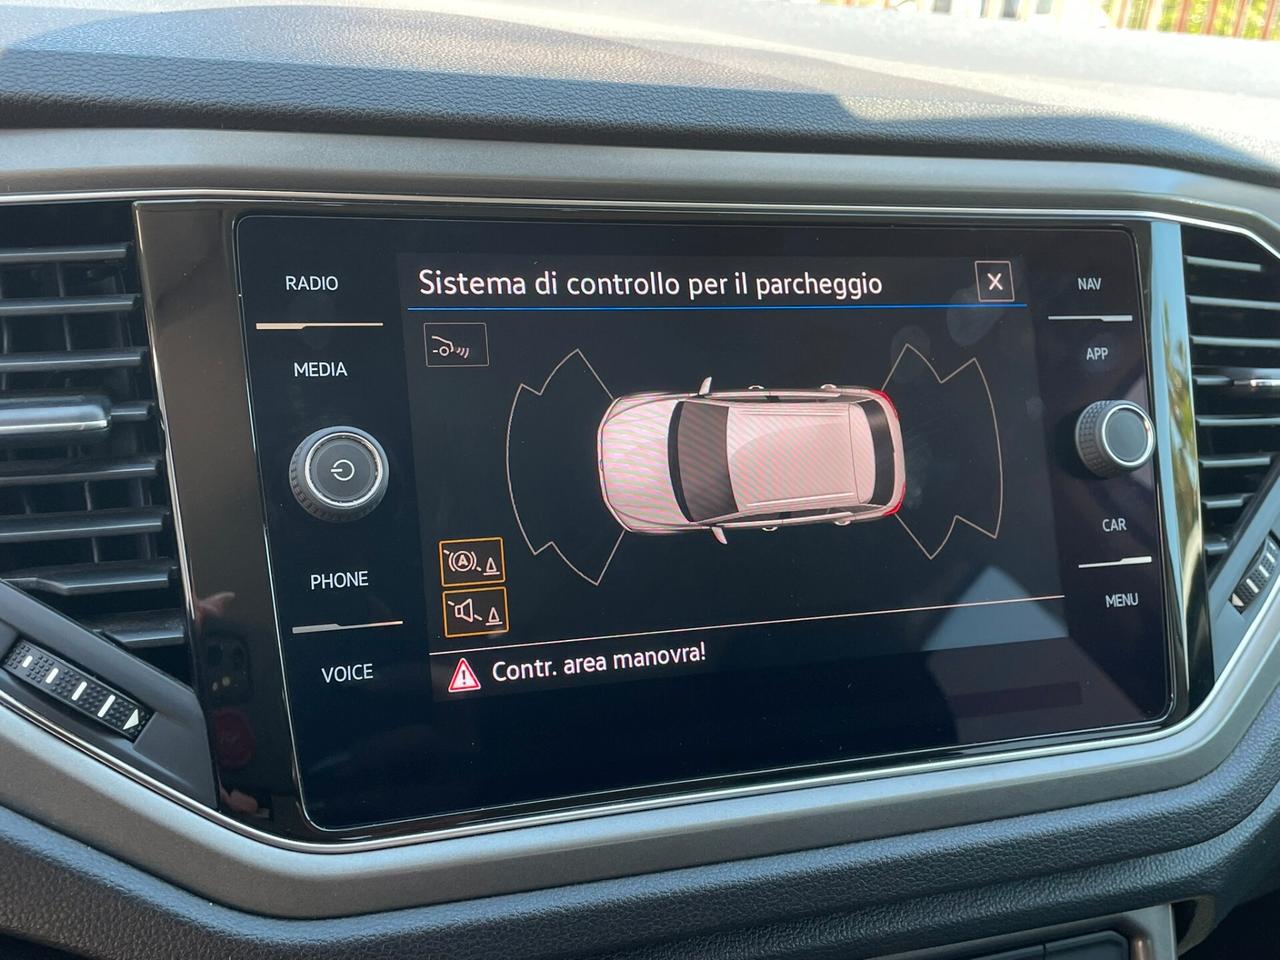 Sistema di controllo per il parcheggio
X
RADIO
MEDIA
PHONE
VOICE
NAV
APP
CAR
MENU
A
Contr. area manovra!